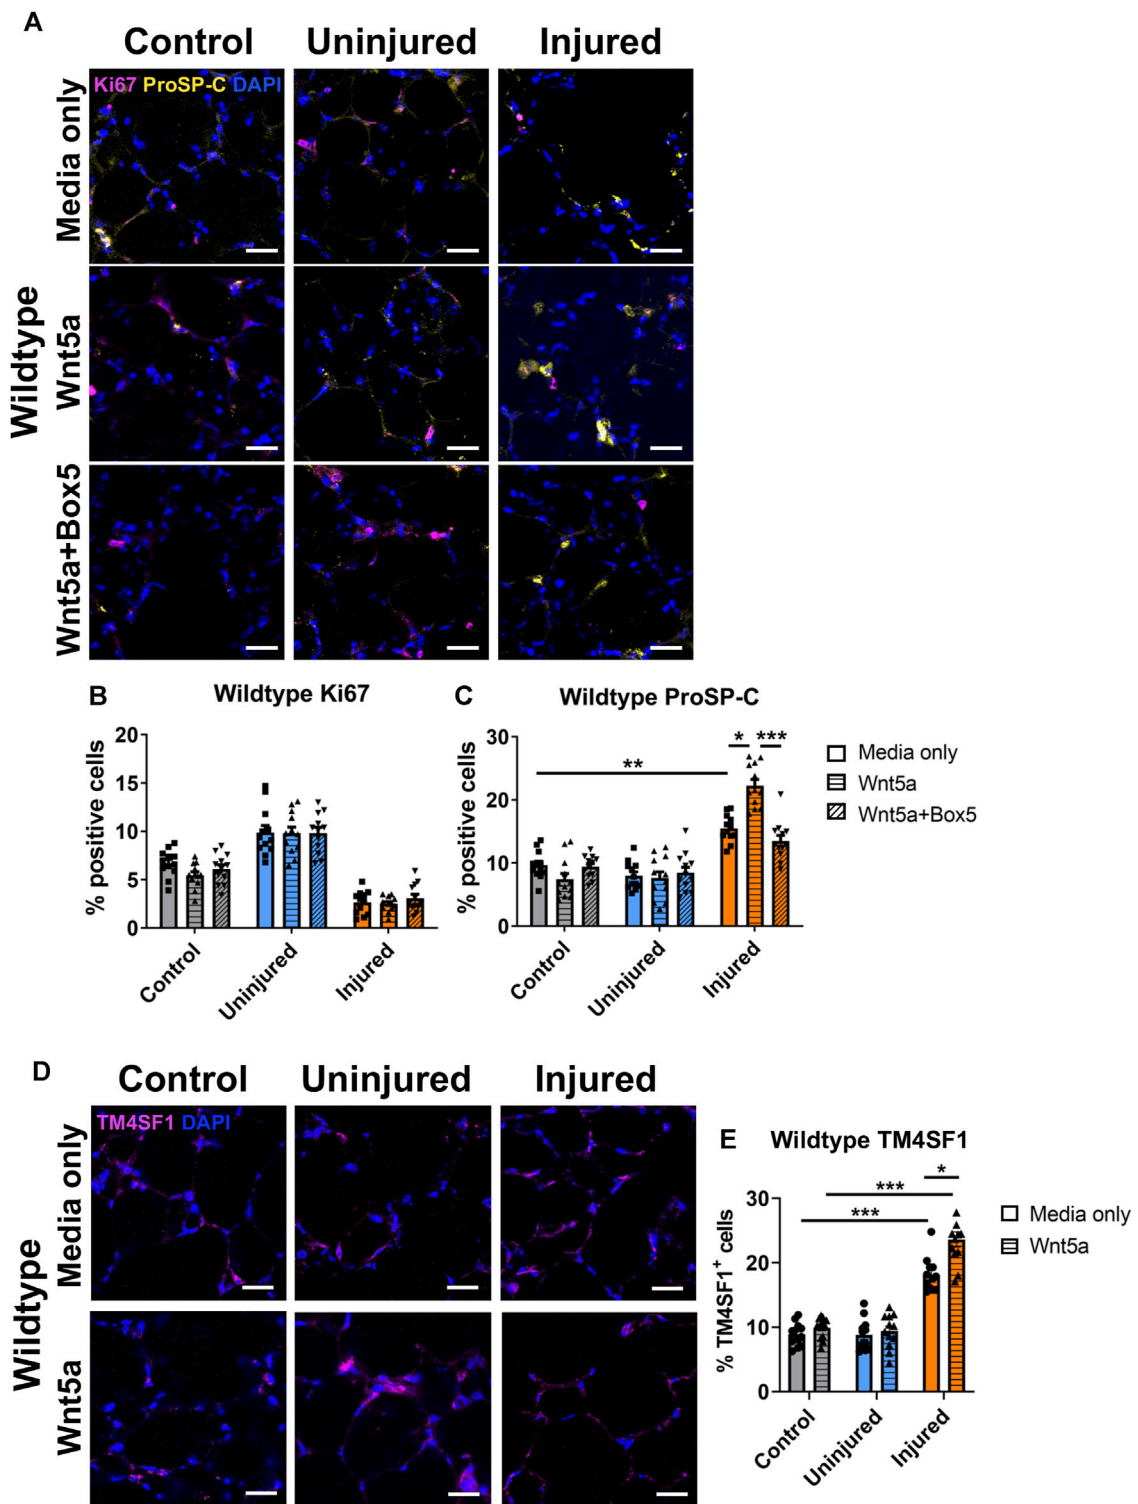 A
Control Uninjured Injured
Wildtype
Media only
Ki67 ProSP-C DAPI
Wnt5a
Wnt5a+Box5
B
Wildtype Ki67
% positive cells
20
15
10
5
0
Control Uninjured Injured
C
Wildtype ProSP-C
% positive cells
30
20
10
0
** * ***
Control Uninjured Injured
Media only
Wnt5a
Wnt5a+Box5
D
Control Uninjured Injured
Wildtype
Media only
TM4SF1 DAPI
Wnt5a
E
Wildtype TM4SF1
% TM4SF1+ cells
*
***
***
30
20
10
0
Control Uninjured Injured
Media only
Wnt5a